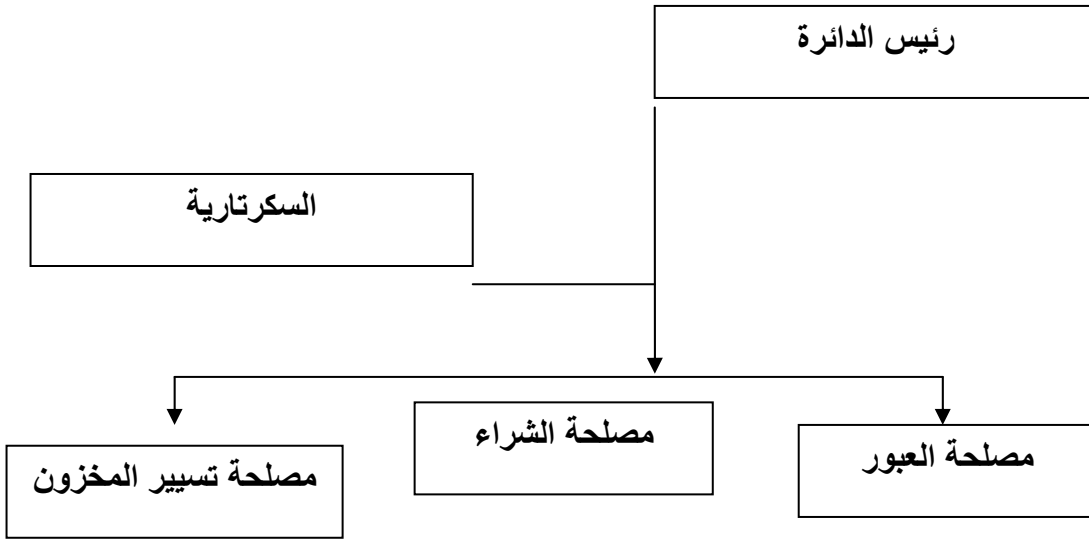 رئيس الدائرة
السكرتارية
مصلحة العبور
مصلحة الشراء
مصلحة تسيير المخزون